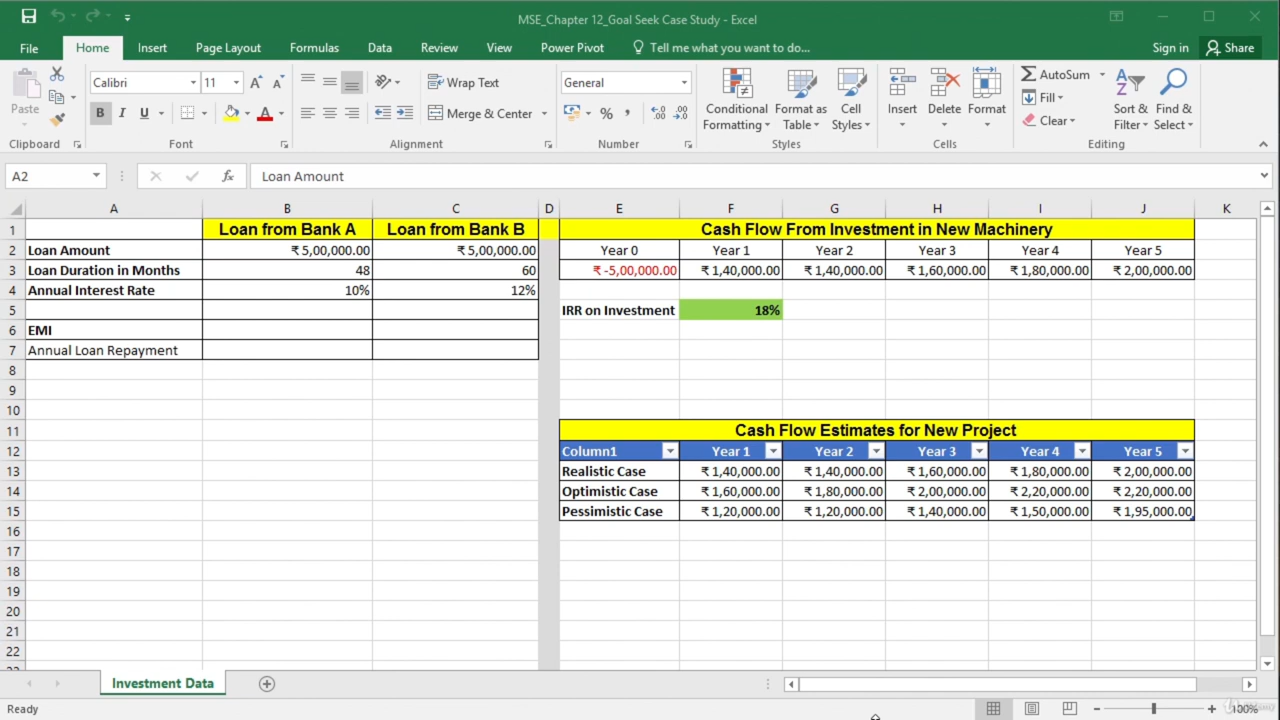 MSE_Chapter 12_Goal Seek Case Study - Excel
File Home Insert Page Layout Formulas Data Review View Power Pivot Tell me what you want to do... Sign in Share
Paste
Calibri 11
B I U A
Wrap Text
Merge & Center
General
%
Conditional Formatting
Format as Table
Cell Styles
Insert Delete Format
AutoSum
Fill
Clear
Sort & Filter
Find & Select
Clipboard Font Alignment Number Styles Cells Editing
A2 fx Loan Amount
A B C D E F G H I J K
1 Loan from Bank A Loan from Bank B Cash Flow From Investment in New Machinery
2 Loan Amount ₹ 5,00,000.00 ₹ 5,00,000.00 Year 0 Year 1 Year 2 Year 3 Year 4 Year 5
3 Loan Duration in Months 48 60 ₹ -5,00,000.00 ₹ 1,40,000.00 ₹ 1,40,000.00 ₹ 1,60,000.00 ₹ 1,80,000.00 ₹ 2,00,000.00
4 Annual Interest Rate 10% 12%
5 IRR on Investment 18%
6 EMI
7 Annual Loan Repayment
8
9
10
11 Cash Flow Estimates for New Project
12 Column1 Year 1 Year 2 Year 3 Year 4 Year 5
13 Realistic Case ₹ 1,40,000.00 ₹ 1,40,000.00 ₹ 1,60,000.00 ₹ 1,80,000.00 ₹ 2,00,000.00
14 Optimistic Case ₹ 1,60,000.00 ₹ 1,80,000.00 ₹ 2,00,000.00 ₹ 2,20,000.00 ₹ 2,20,000.00
15 Pessimistic Case ₹ 1,20,000.00 ₹ 1,20,000.00 ₹ 1,40,000.00 ₹ 1,50,000.00 ₹ 1,95,000.00
16
17
18
19
20
21
22
Investment Data
Ready 100%